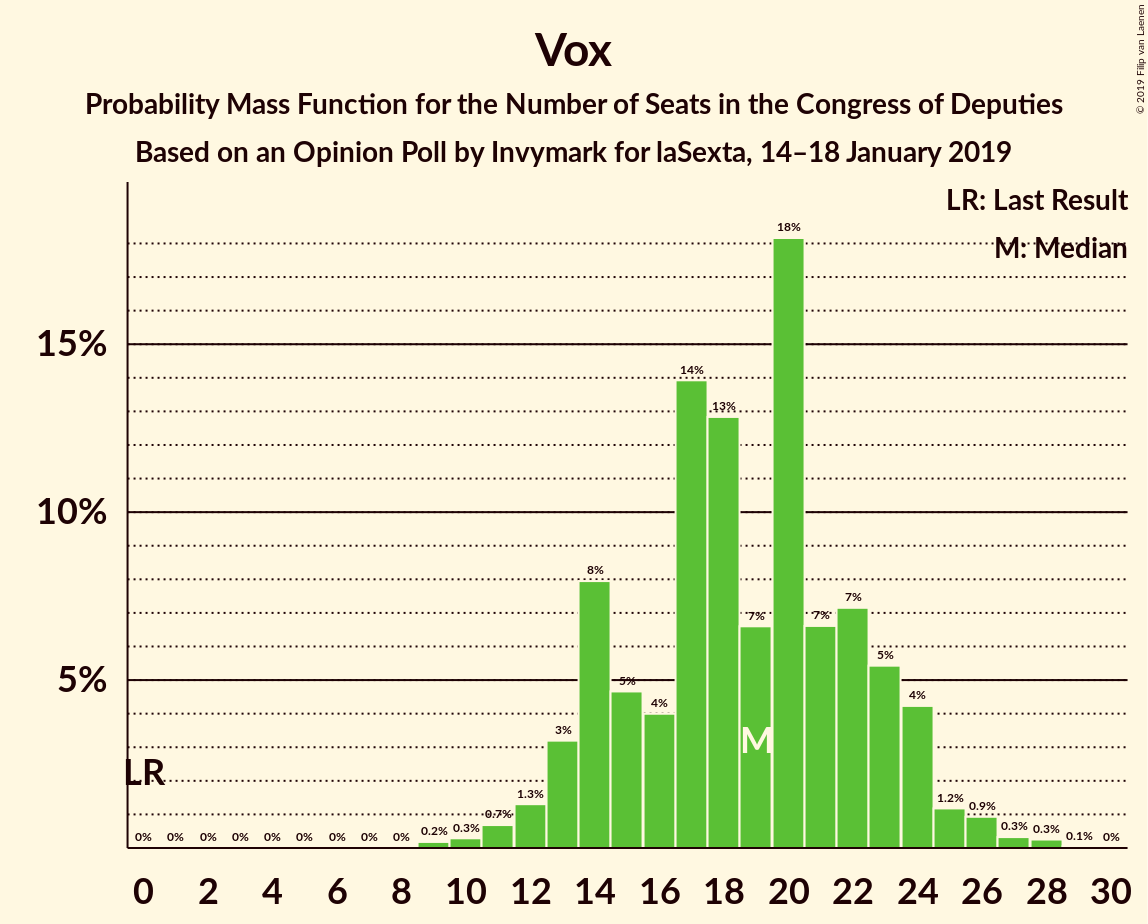 Vox
Probability Mass Function for the Number of Seats in the Congress of Deputies
Based on an Opinion Poll by Invymark for laSexta, 14–18 January 2019
© 2019 Filip van Laenen
LR: Last Result
M: Median
15%
10%
5%
LR
M
0% 0% 0% 0% 0% 0% 0% 0% 0% 0.2% 0.3% 0.7% 1.3% 3% 8% 5% 4% 14% 13% 7% 18% 7% 7% 5% 4% 1.2% 0.9% 0.3% 0.3% 0.1% 0%
0 2 4 6 8 10 12 14 16 18 20 22 24 26 28 30